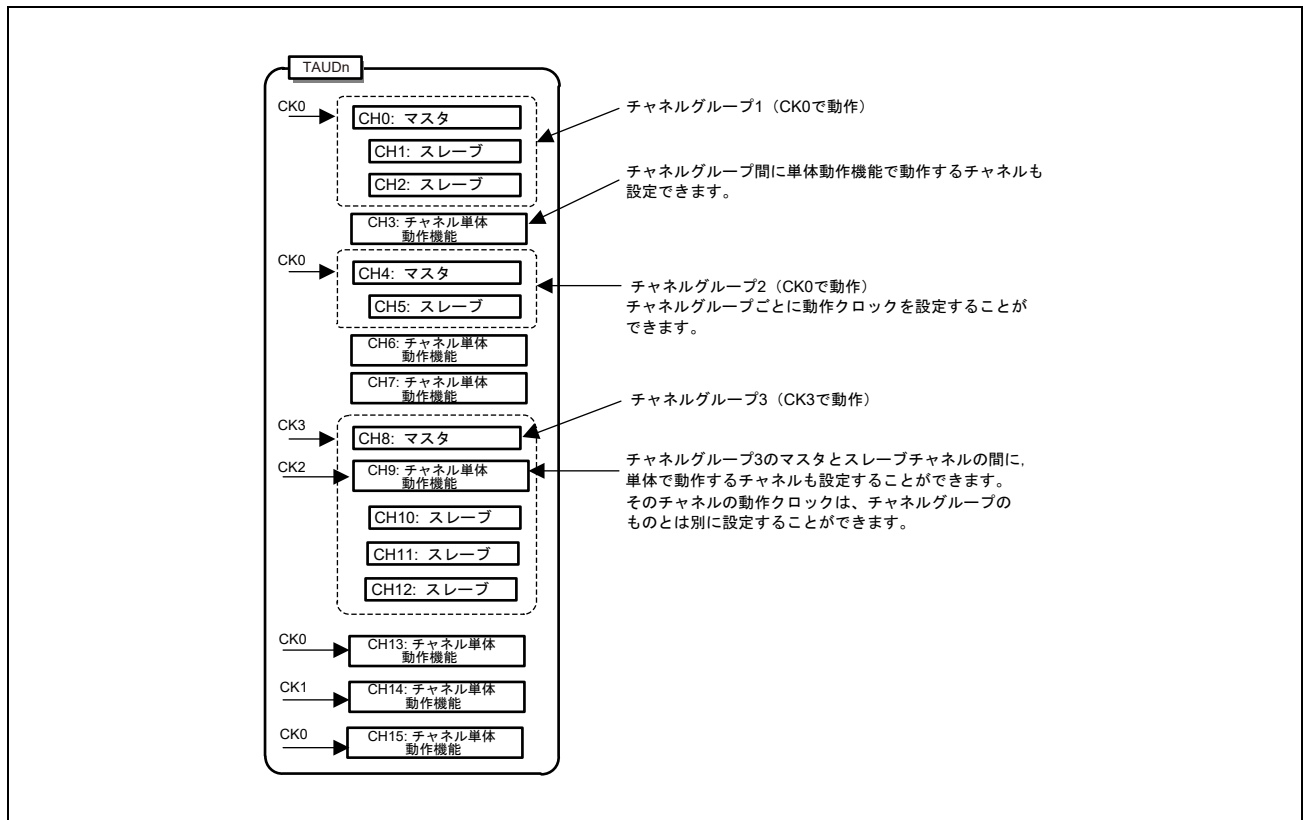 TAUDn
CK0
CH0: マスタ
CH1: スレーブ
CH2: スレーブ
チャネルグループ1（CK0で動作）
チャネルグループ間に単体動作機能で動作するチャネルも
設定できます。
CH3: チャネル単体
動作機能
CK0
CH4: マスタ
CH5: スレーブ
チャネルグループ2（CK0で動作）
チャネルグループごとに動作クロックを設定することが
できます。
CH6: チャネル単体
動作機能
CH7: チャネル単体
動作機能
チャネルグループ3（CK3で動作）
CK3
CH8: マスタ
CK2
CH9: チャネル単体
動作機能
チャネルグループ3のマスタとスレーブチャネルの間に,
単体で動作するチャネルも設定することができます。
そのチャネルの動作クロックは、チャネルグループの
ものとは別に設定することができます。
CH10: スレーブ
CH11: スレーブ
CH12: スレーブ
CK0
CH13: チャネル単体
動作機能
CK1
CH14: チャネル単体
動作機能
CK0
CH15: チャネル単体
動作機能